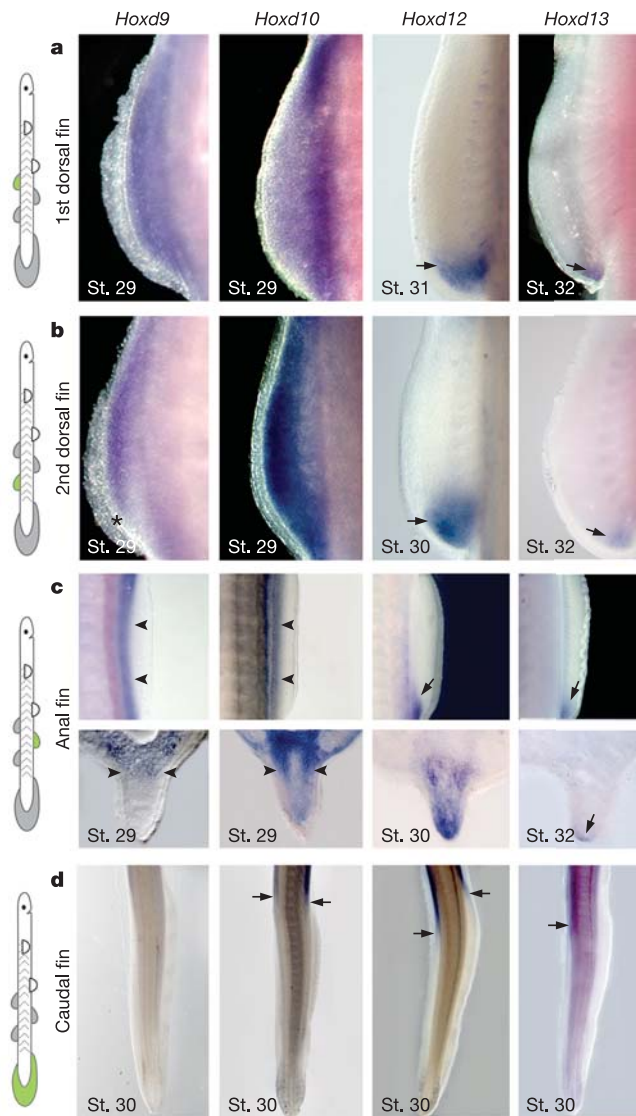 Hoxd9 Hoxd10 Hoxd12 Hoxd13
a
1st dorsal fin
St. 29 St. 29 St. 31 St. 32
b
2nd dorsal fin
*
St. 29 St. 29 St. 30 St. 32
c
Anal fin
St. 29 St. 29 St. 30 St. 32
d
Caudal fin
St. 30 St. 30 St. 30 St. 30